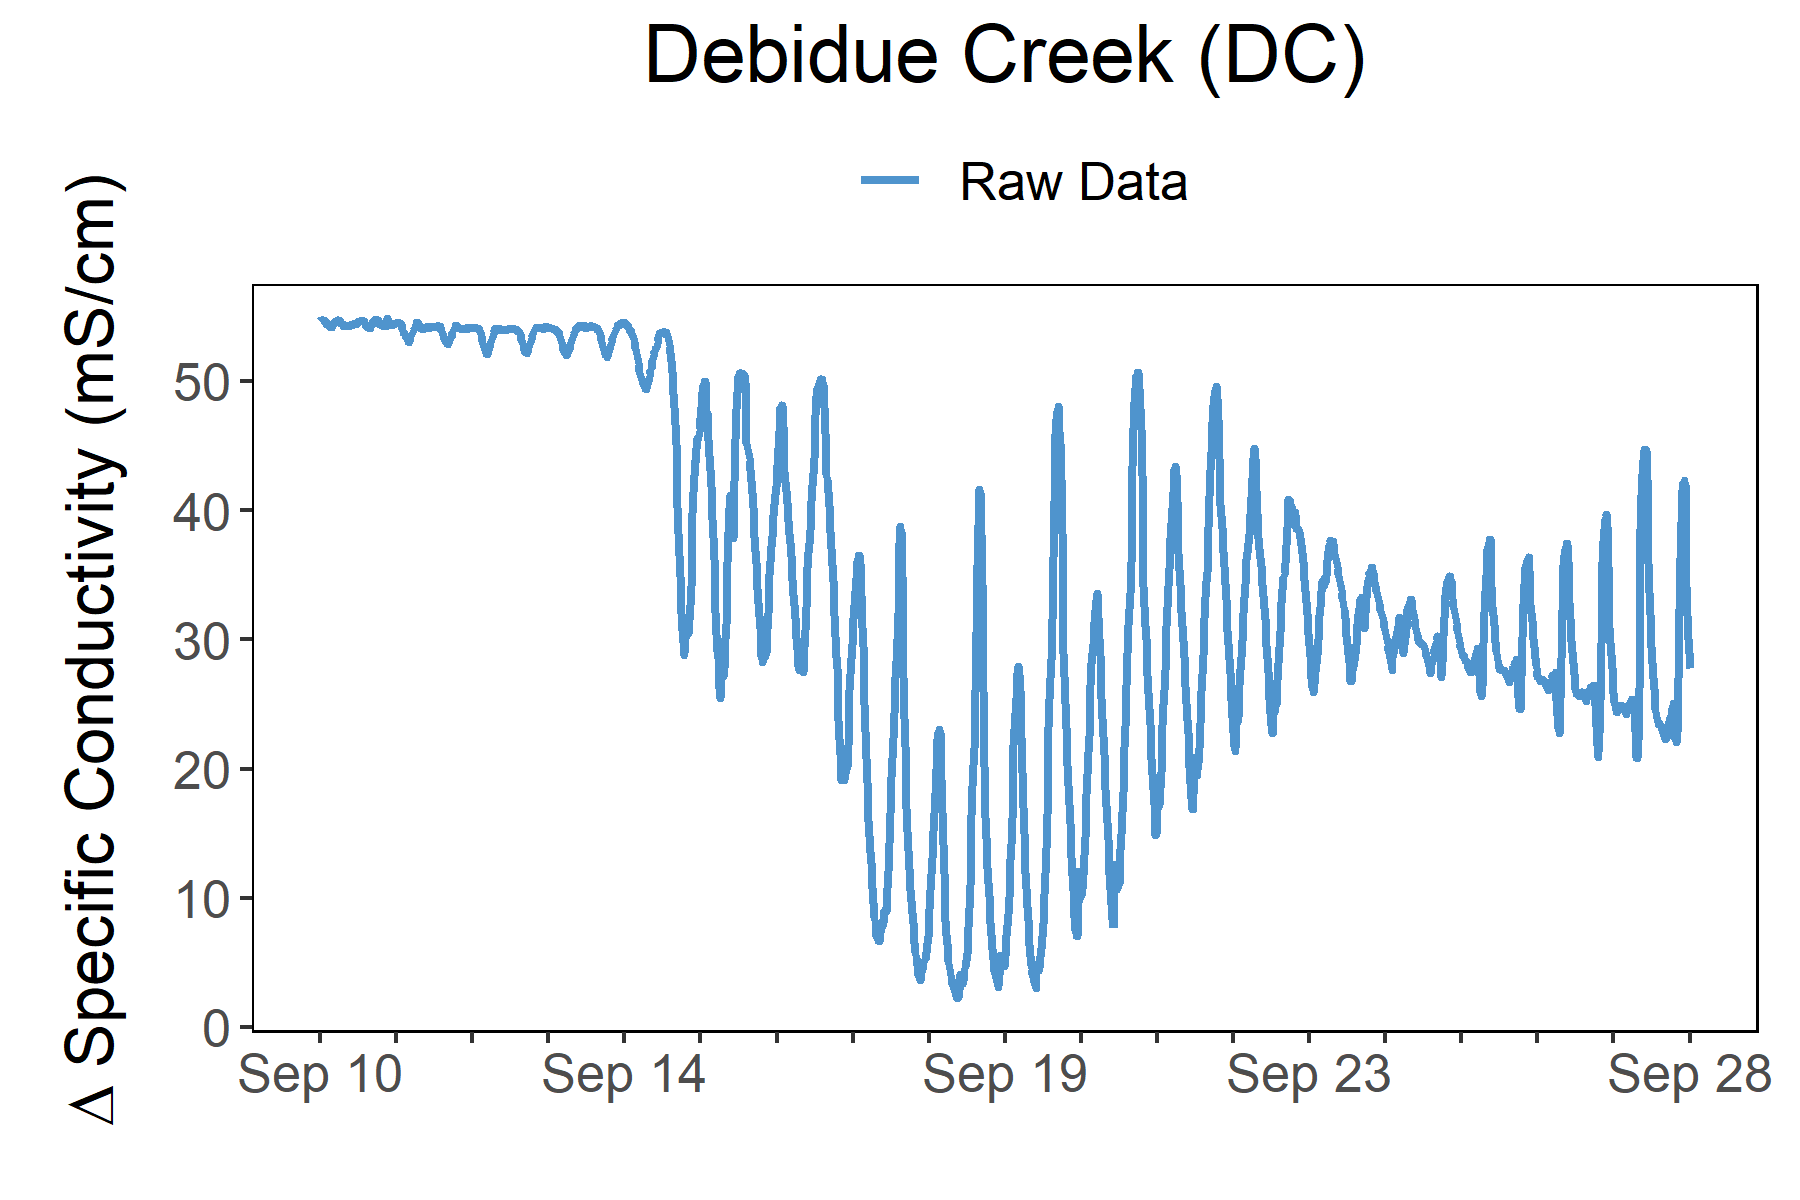 Debidue Creek (DC)
Raw Data
Δ Specific Conductivity (mS/cm)
50
40
30
20
10
0
Sep 10 Sep 14 Sep 19 Sep 23 Sep 28